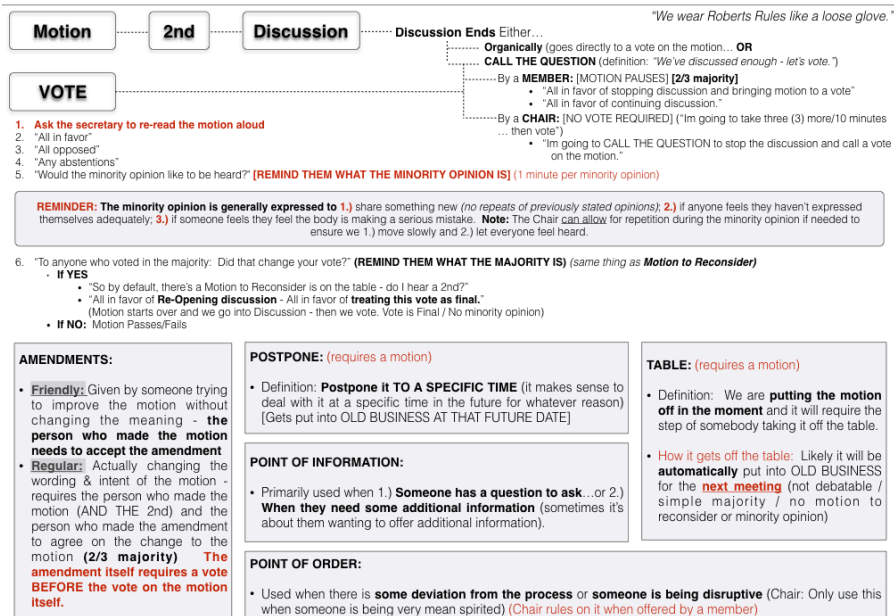 "We wear Roberts Rules like a loose glove."
Motion
2nd
Discussion
Discussion Ends Either…
Organically (goes directly to a vote on the motion… OR
CALL THE QUESTION (definition: "We've discussed enough - let's vote.")
By a MEMBER: [MOTION PAUSES] [2/3 majority]
• "All in favor of stopping discussion and bringing motion to a vote"
• "All in favor of continuing discussion."
By a CHAIR: [NO VOTE REQUIRED] ("Im going to take three (3) more/10 minutes
… then vote")
• "Im going to CALL THE QUESTION to stop the discussion and call a vote
on the motion."
VOTE
1. Ask the secretary to re-read the motion aloud
2. "All in favor"
3. "All opposed"
4. "Any abstentions"
5. "Would the minority opinion like to be heard?" [REMIND THEM WHAT THE MINORITY OPINION IS] (1 minute per minority opinion)
REMINDER: The minority opinion is generally expressed to 1.) share something new (no repeats of previously stated opinions); 2.) if anyone feels they haven't expressed
themselves adequately; 3.) if someone feels they feel the body is making a serious mistake. Note: The Chair can allow for repetition during the minority opinion if needed to
ensure we 1.) move slowly and 2.) let everyone feel heard.
6. "To anyone who voted in the majority: Did that change your vote?" (REMIND THEM WHAT THE MAJORITY IS) (same thing as Motion to Reconsider)
• If YES
• "So by default, there's a Motion to Reconsider is on the table - do I hear a 2nd?"
• "All in favor of Re-Opening discussion - All in favor of treating this vote as final."
(Motion starts over and we go into Discussion - then we vote. Vote is Final / No minority opinion)
• If NO: Motion Passes/Fails
AMENDMENTS:
• Friendly: Given by someone trying
to improve the motion without
changing the meaning - the
person who made the motion
needs to accept the amendment
• Regular: Actually changing the
wording & intent of the motion -
requires the person who made the
motion (AND THE 2nd) and the
person who made the amendment
to agree on the change to the
motion (2/3 majority) The
amendment itself requires a vote
BEFORE the vote on the motion
itself.
POSTPONE: (requires a motion)
• Definition: Postpone it TO A SPECIFIC TIME (it makes sense to
deal with it at a specific time in the future for whatever reason)
[Gets put into OLD BUSINESS AT THAT FUTURE DATE]
POINT OF INFORMATION:
• Primarily used when 1.) Someone has a question to ask…or 2.)
When they need some additional information (sometimes it's
about them wanting to offer additional information).
TABLE: (requires a motion)
• Definition: We are putting the motion
off in the moment and it will require the
step of somebody taking it off the table.
• How it gets off the table: Likely it will be
automatically put into OLD BUSINESS
for the next meeting (not debatable /
simple majority / no motion to
reconsider or minority opinion)
POINT OF ORDER:
• Used when there is some deviation from the process or someone is being disruptive (Chair: Only use this
when someone is being very mean spirited) (Chair rules on it when offered by a member)